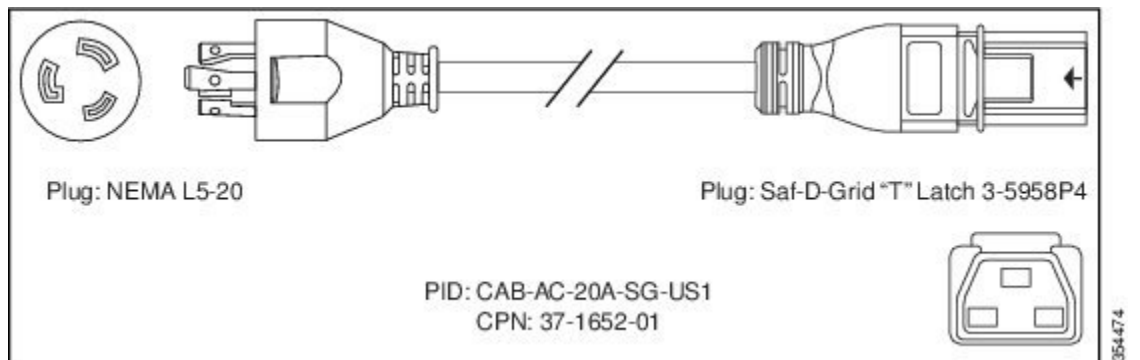 Plug: NEMA L5-20
Plug: Saf-D-Grid “T” Latch 3-5958P4
PID: CAB-AC-20A-SG-US1
CPN: 37-1652-01
354474